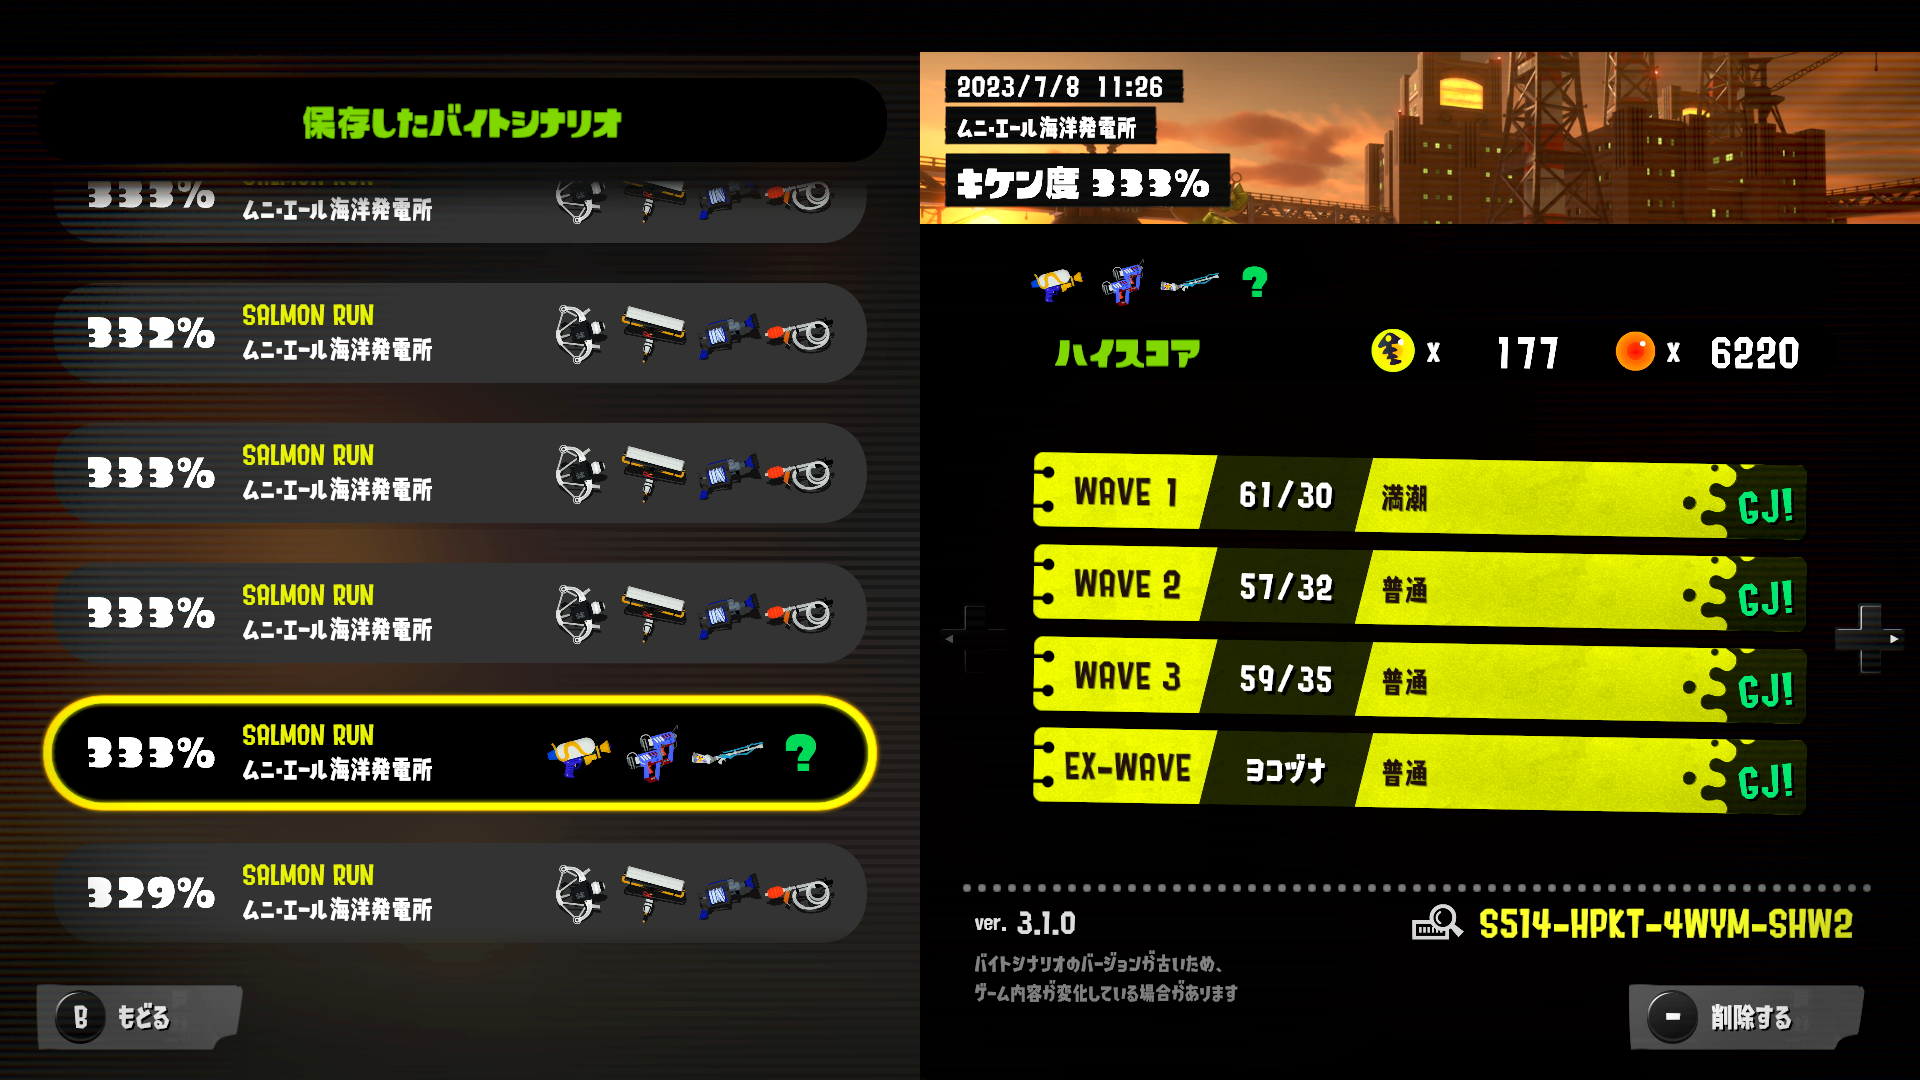 保存したバイトシナリオ
333% SALMON RUN
ムニ・エール海洋発電所
332% SALMON RUN
ムニ・エール海洋発電所
333% SALMON RUN
ムニ・エール海洋発電所
333% SALMON RUN
ムニ・エール海洋発電所
333% SALMON RUN
ムニ・エール海洋発電所
?
329% SALMON RUN
ムニ・エール海洋発電所
B もどる
2023/7/8 11:26
ムニ・エール海洋発電所
キケン度 333%
?
ハイスコア x 177 x 6220
WAVE 1 61/30 満潮 GJ!
WAVE 2 57/32 普通 GJ!
WAVE 3 59/35 普通 GJ!
EX-WAVE ヨコヅナ 普通 GJ!
ver. 3.1.0
S514-HPKT-4WYM-SHW2
バイトシナリオのバージョンが古いため、
ゲーム内容が変化している場合があります
- 削除する